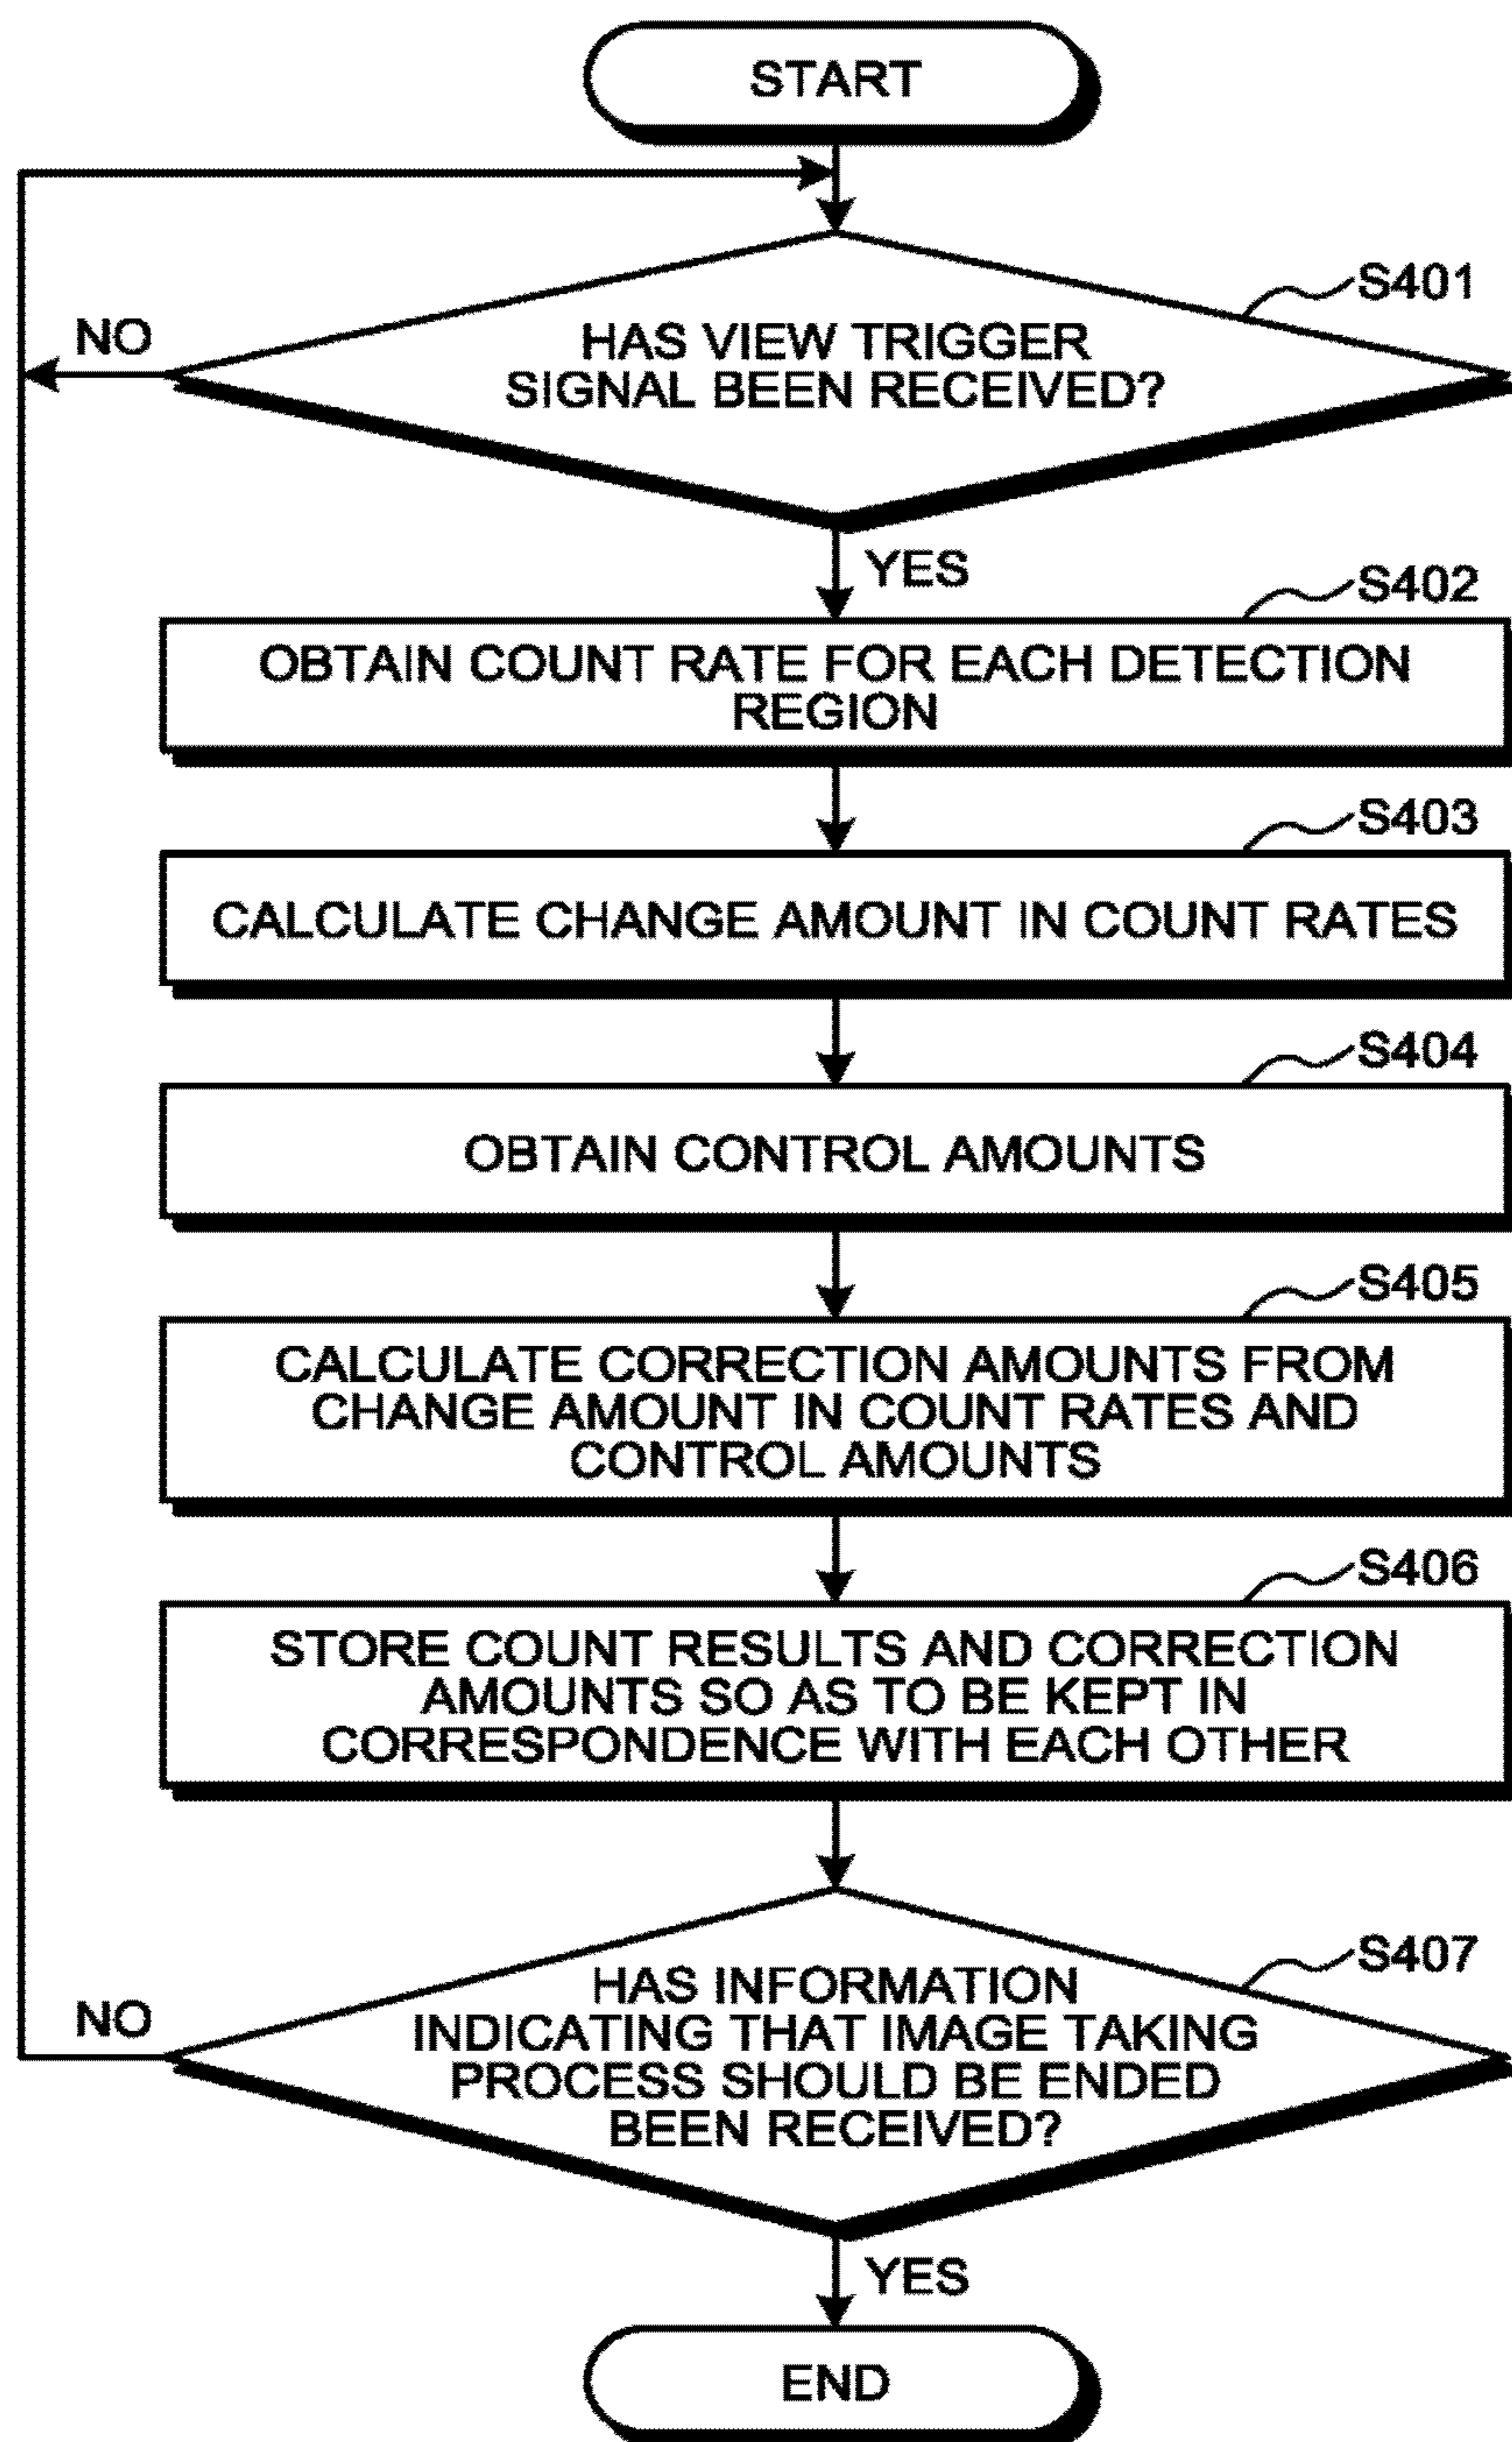 START
S401
NO
HAS VIEW TRIGGER
SIGNAL BEEN RECEIVED?
YES
S402
OBTAIN COUNT RATE FOR EACH DETECTION
REGION
S403
CALCULATE CHANGE AMOUNT IN COUNT RATES
S404
OBTAIN CONTROL AMOUNTS
S405
CALCULATE CORRECTION AMOUNTS FROM
CHANGE AMOUNT IN COUNT RATES AND
CONTROL AMOUNTS
S406
STORE COUNT RESULTS AND CORRECTION
AMOUNTS SO AS TO BE KEPT IN
CORRESPONDENCE WITH EACH OTHER
S407
NO
HAS INFORMATION
INDICATING THAT IMAGE TAKING
PROCESS SHOULD BE ENDED
BEEN RECEIVED?
YES
END